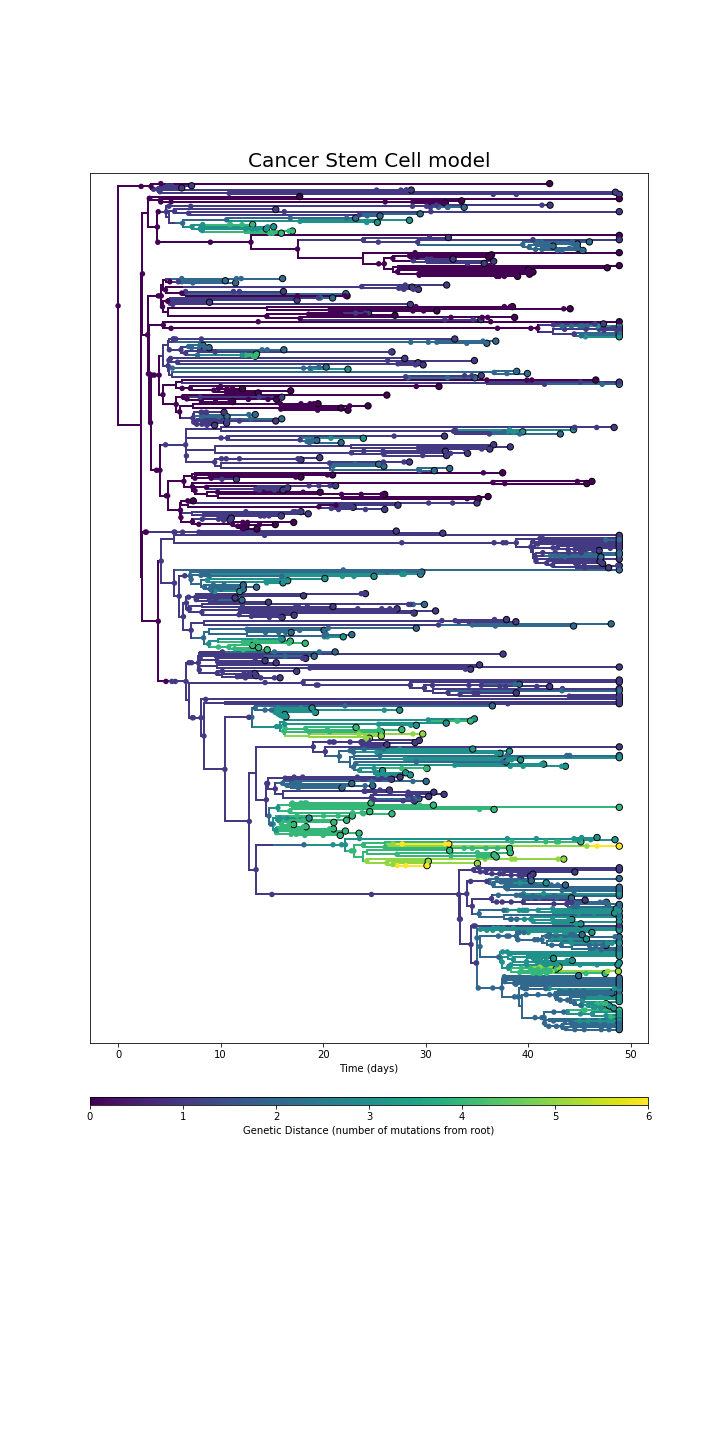 Cancer Stem Cell model
0 10 20 30 40 50
Time (days)
0 1 2 3 4 5 6
Genetic Distance (number of mutations from root)